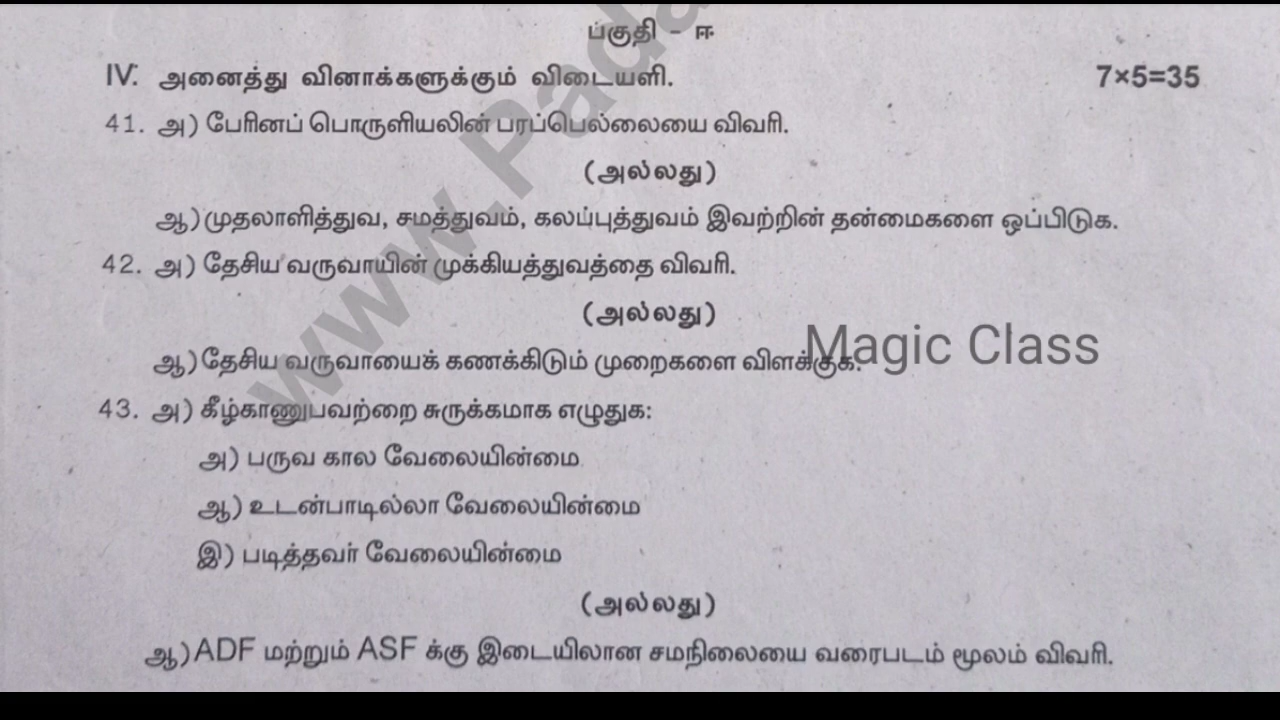 பகுதி - ஈ
IV. அனைத்து வினாக்களுக்கும் விடையளி. 7×5=35
41. அ) பேரினப் பொருளியலின் பரப்பெல்லையை விவரி.
(அல்லது)
ஆ) முதலாளித்துவ, சமத்துவம், கலப்புத்துவம் இவற்றின் தன்மைகளை ஒப்பிடுக.
42. அ) தேசிய வருவாயின் முக்கியத்துவத்தை விவரி.
(அல்லது)
Magic Class
ஆ) தேசிய வருவாயைக் கணக்கிடும் முறைகளை விளக்குக.
43. அ) கீழ்காணுபவற்றை சுருக்கமாக எழுதுக:
அ) பருவ கால வேலையின்மை
ஆ) உடன்பாடில்லா வேலையின்மை
இ) படித்தவர் வேலையின்மை
(அல்லது)
ஆ) ADF மற்றும் ASF க்கு இடையிலான சமநிலையை வரைபடம் மூலம் விவரி.
www.Pada